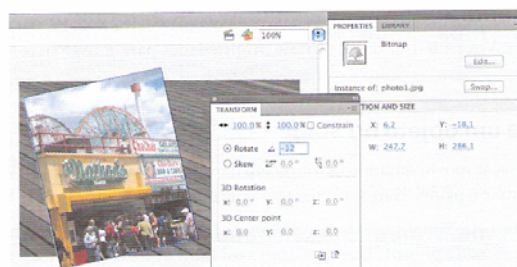 100%
PROPERTIES LIBRARY
Bitmap
Edit...
Instance of: photo1.jpg Swap...
TION AND SIZE
X: 6,2 Y: -18,1
W: 247,7 H: 286,1
TRANSFORM
100.0 % 100.0 % Constrain
Rotate -12
Skew 0.0° 0.0°
3D Rotation
X: 0.0° Y: 0.0° Z: 0.0°
3D Center point
X: 0.0 Y: 0.0 Z: 0.0
Nathan's